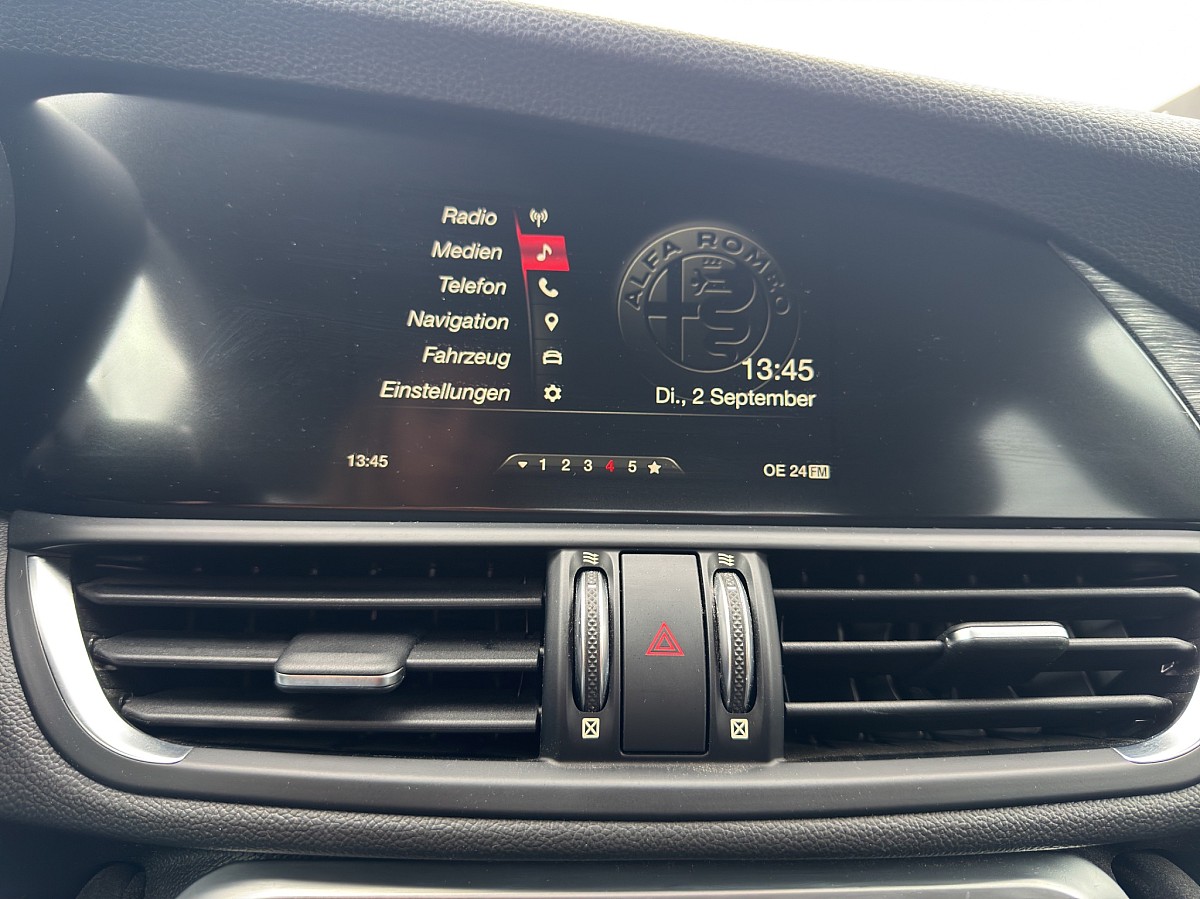 Radio
Medien
Telefon
Navigation
Fahrzeug
Einstellungen
ALFA ROMEO
13:45
Di., 2 September
13:45
1 2 3 4 5
OE 24 FM